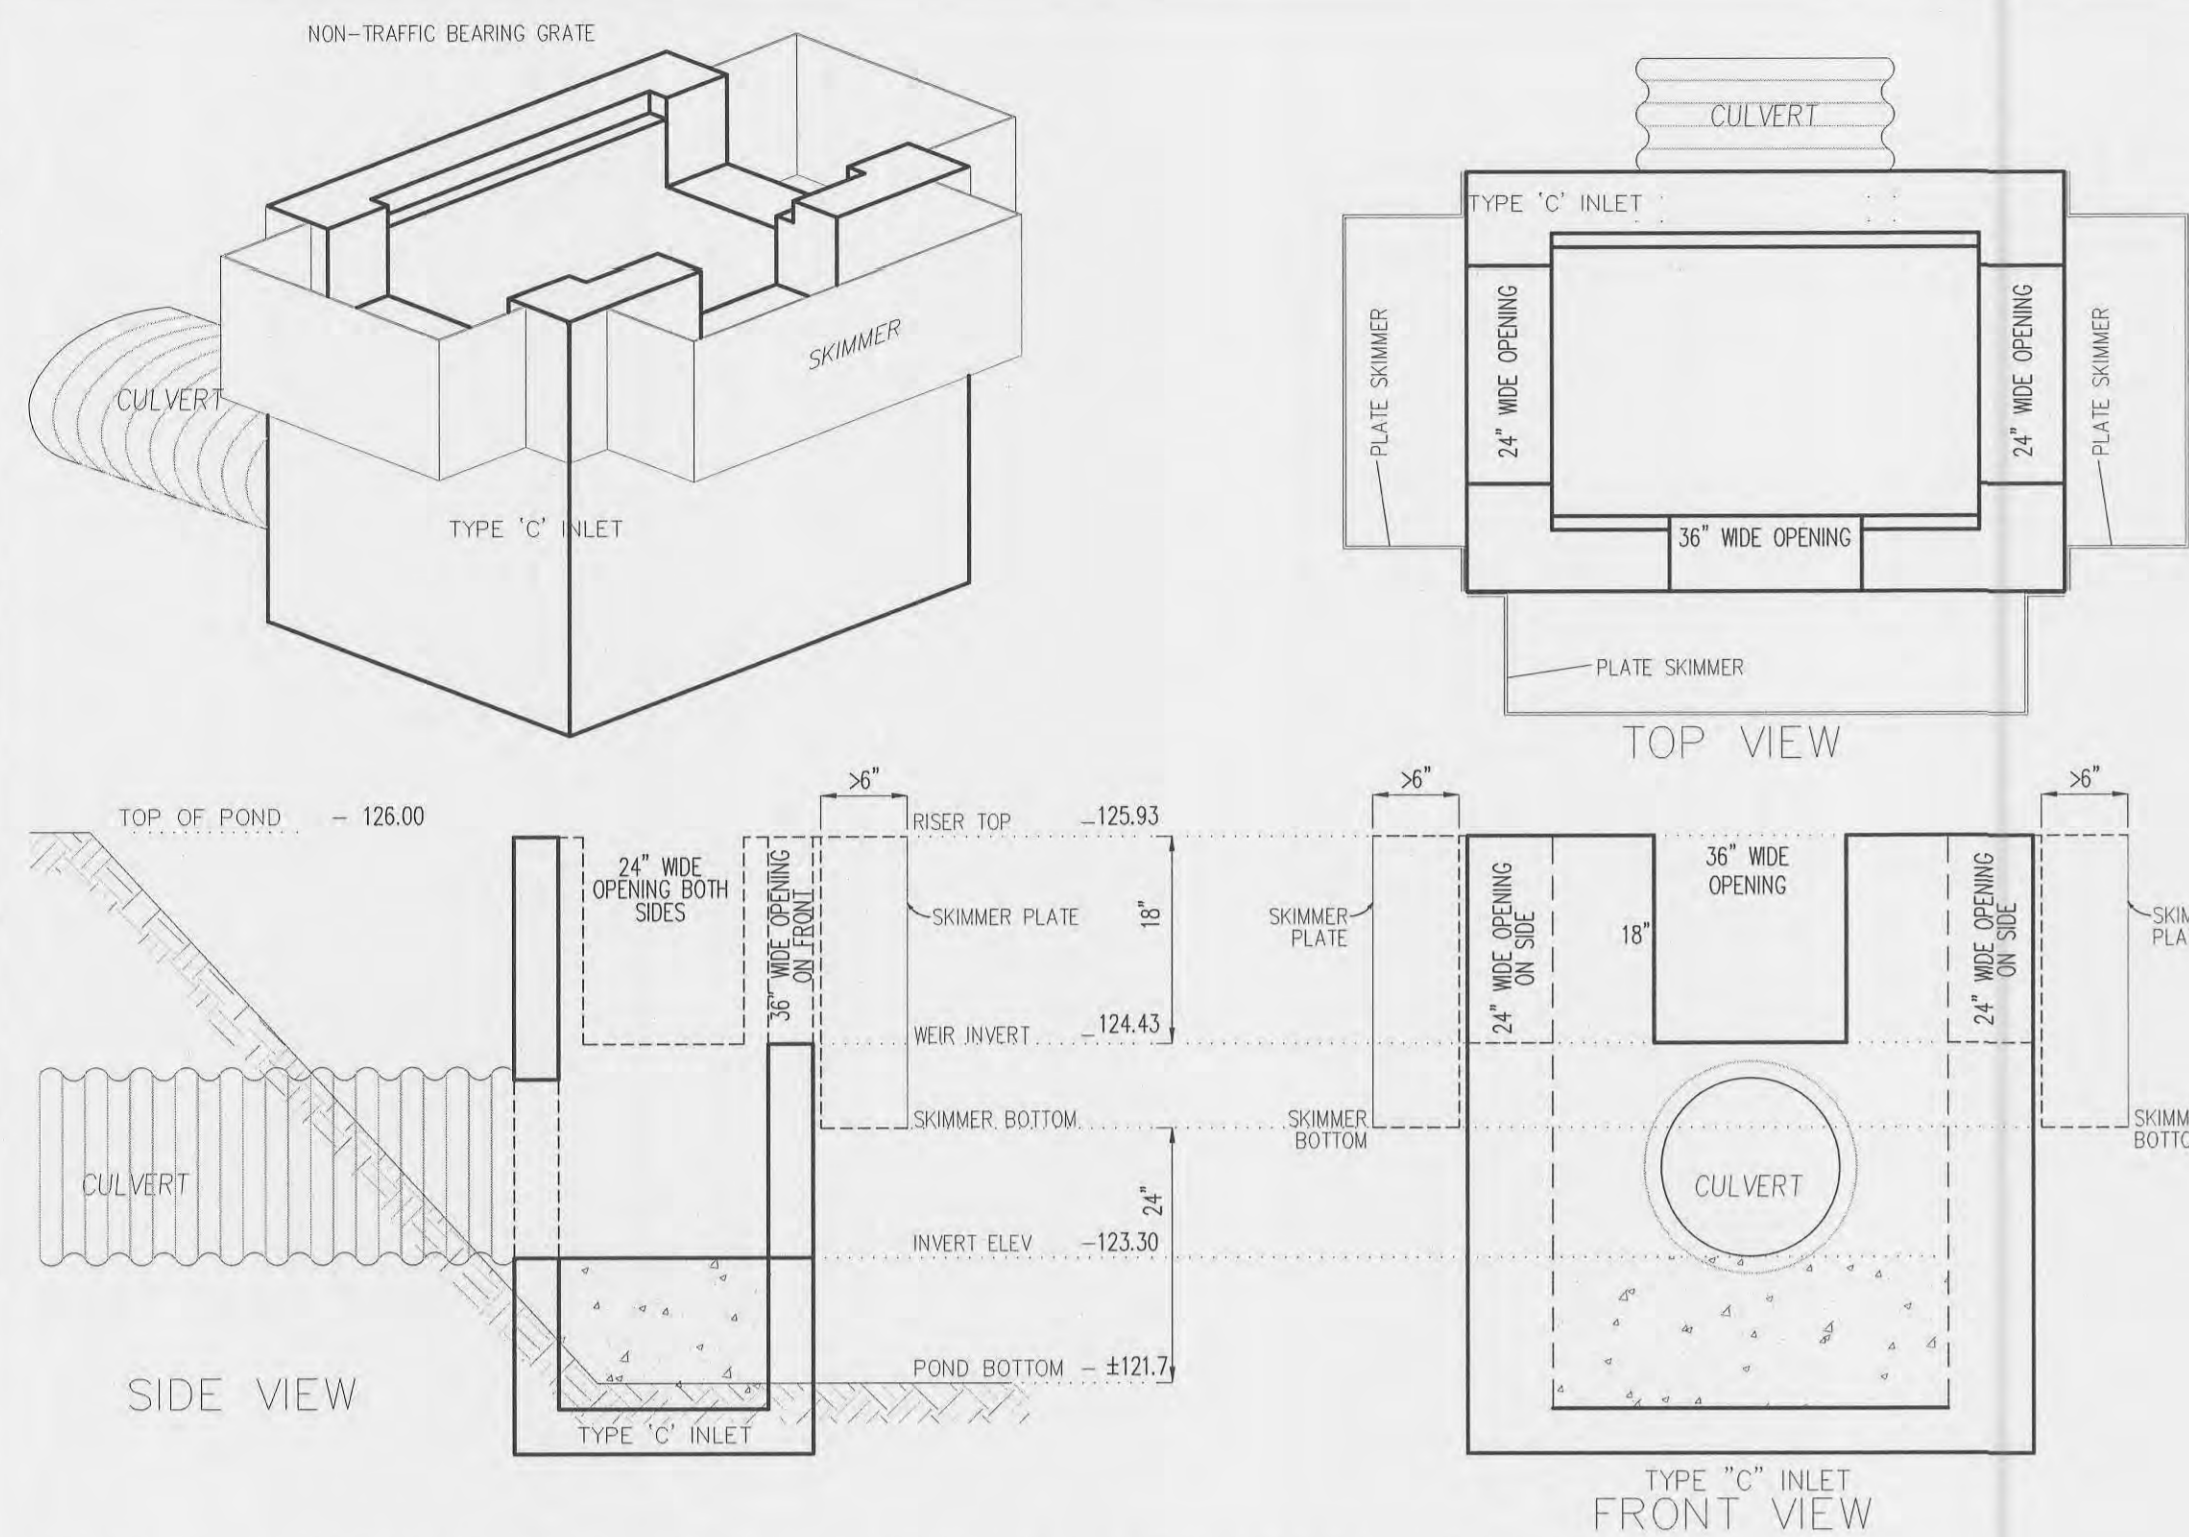 NON-TRAFFIC BEARING GRATE
SKIMMER
CULVERT
TYPE 'C' INLET
CULVERT
TYPE 'C' INLET
PLATE SKIMMER
24" WIDE OPENING
24" WIDE OPENING
PLATE SKIMMER
36" WIDE OPENING
PLATE SKIMMER
TOP VIEW
TOP OF POND - 126.00
24" WIDE
OPENING BOTH
SIDES
36" WIDE OPENING
ON FRONT
>6"
RISER TOP -125.93
SKIMMER PLATE
18"
WEIR INVERT -124.43
SKIMMER BOTTOM
24"
CULVERT
INVERT ELEV -123.30
POND BOTTOM - ±121.7
TYPE 'C' INLET
SIDE VIEW
>6"
>6"
SKIMMER
PLATE
24" WIDE OPENING
ON SIDE
18"
36" WIDE
OPENING
24" WIDE OPENING
ON SIDE
SKIM
PLA
SKIMMER
BOTTOM
CULVERT
SKIMM
BOTTO
TYPE "C" INLET
FRONT VIEW